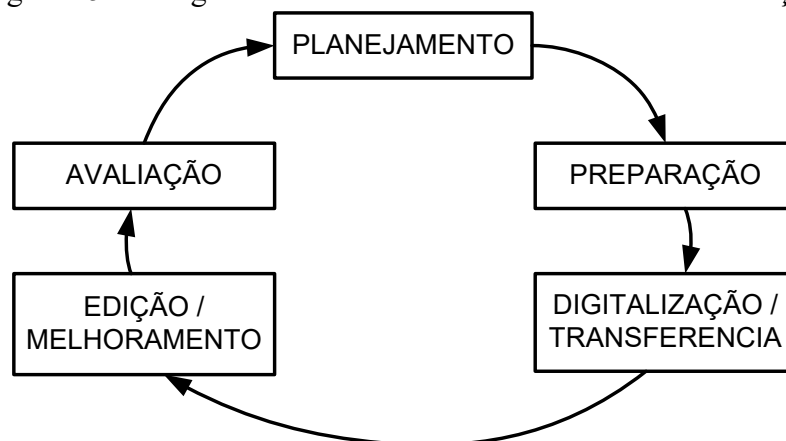 PLANEJAMENTO
AVALIAÇÃO
PREPARAÇÃO
EDIÇÃO /
MELHORAMENTO
DIGITALIZAÇÃO /
TRANSFERENCIA